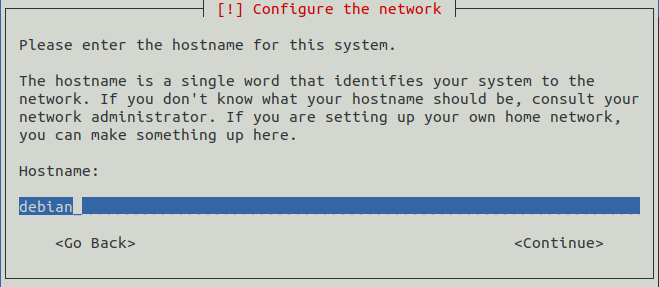 [!] Configure the network
Please enter the hostname for this system.
The hostname is a single word that identifies your system to the
network. If you don't know what your hostname should be, consult your
network administrator. If you are setting up your own home network,
you can make something up here.
Hostname:
debian
<Go Back> <Continue>